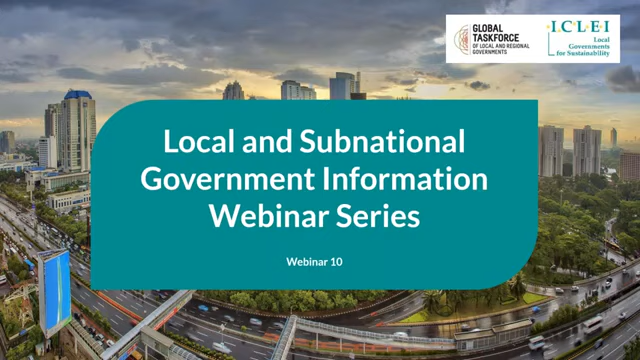 GLOBAL
TASKFORCE
OF LOCAL AND REGIONAL
GOVERNMENTS
I.C.L.E.I
Local
Governments
for Sustainability
Local and Subnational
Government Information
Webinar Series
Webinar 10